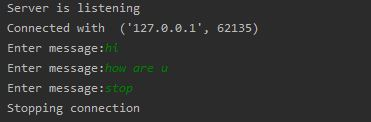 Server is listening
Connected with  ('127.0.0.1', 62135)
Enter message:hi
Enter message:how are u
Enter message:stop
Stopping connection